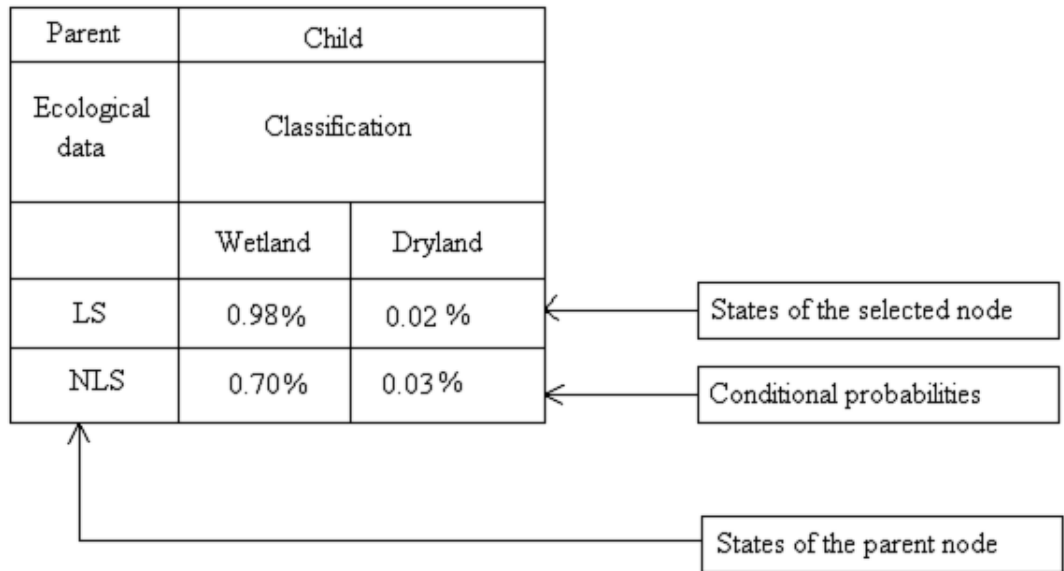 Parent
Child
Ecological
data
Classification
Wetland
Dryland
LS
0.98%
0.02 %
States of the selected node
NLS
0.70%
0.03%
Conditional probabilities
States of the parent node